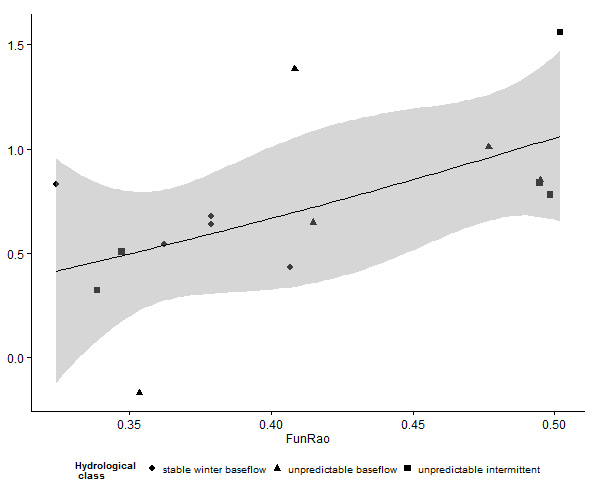 1.5
1.0
0.5
0.0
0.35 0.40 0.45 0.50
FunRao
Hydrological
class
stable winter baseflow unpredictable baseflow unpredictable intermittent